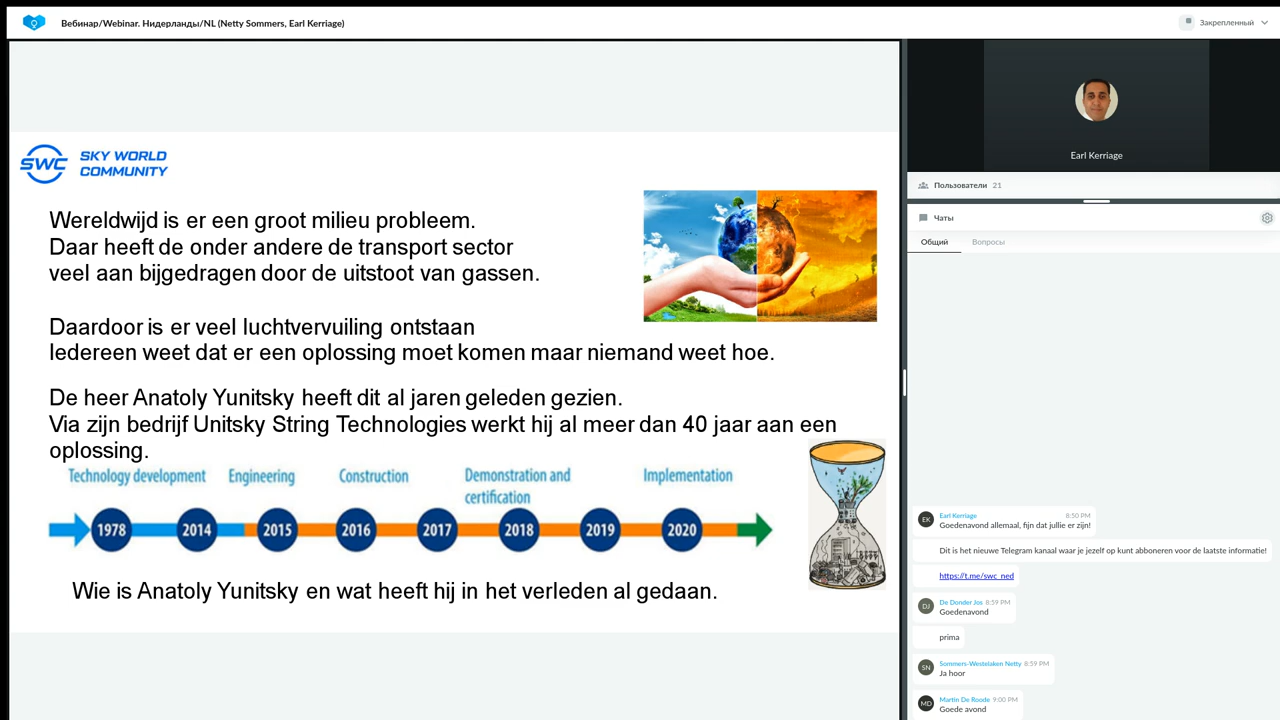 Вебинар/Webinar. Нидерланды/NL (Netty Sommers, Earl Kerriage)
Закрепленный
SWC
SKY WORLD
COMMUNITY
Wereldwijd is er een groot milieu probleem.
Daar heeft de onder andere de transport sector
veel aan bijgedragen door de uitstoot van gassen.
Daardoor is er veel luchtvervuiling ontstaan
Iedereen weet dat er een oplossing moet komen maar niemand weet hoe.
De heer Anatoly Yunitsky heeft dit al jaren geleden gezien.
Via zijn bedrijf Unitsky String Technologies werkt hij al meer dan 40 jaar aan een
oplossing.
Technology development Engineering Construction Demonstration and Implementation
certification
1978 2014 2015 2016 2017 2018 2019 2020
Wie is Anatoly Yunitsky en wat heeft hij in het verleden al gedaan.
Earl Kerriage
Пользователи 21
Чаты
Общий Вопросы
EK
Earl Kerriage 8:50 PM
Goedenavond allemaal, fijn dat jullie er zijn!
Dit is het nieuwe Telegram kanaal waar je jezelf op kunt abboneren voor de laatste informatie!
https://t.me/swc_ned
DJ
De Donder Jos 8:59 PM
Goedenavond
prima
SN
Sommers-Westelaken Netty 8:59 PM
Ja hoor
MD
Martin De Roode 9:00 PM
Goede avond